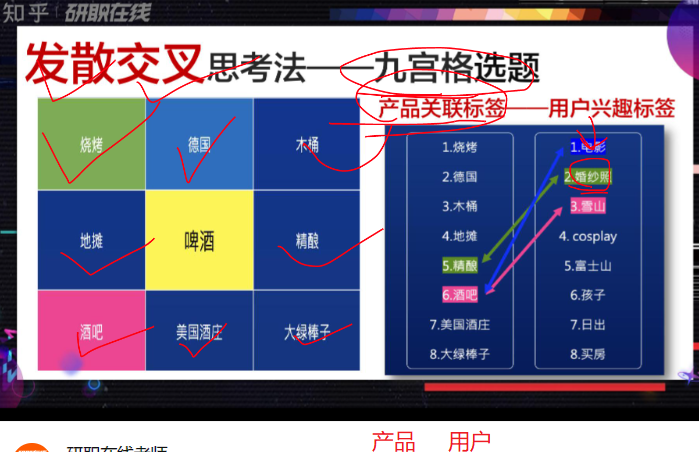 知乎 研职在线
发散交叉思考法——九宫格选题
产品关联标签——用户兴趣标签
烧烤 德国 木桶
地摊 啤酒 精酿
酒吧 美国酒庄 大绿棒子
1.烧烤
2.德国
3.木桶
4.地摊
5.精酿
6.酒吧
7.美国酒庄
8.大绿棒子
1.电影
2.婚纱照
3.雪山
4. cosplay
5.富士山
6.孩子
7.日出
8.买房
产品 用户
研职在线老师